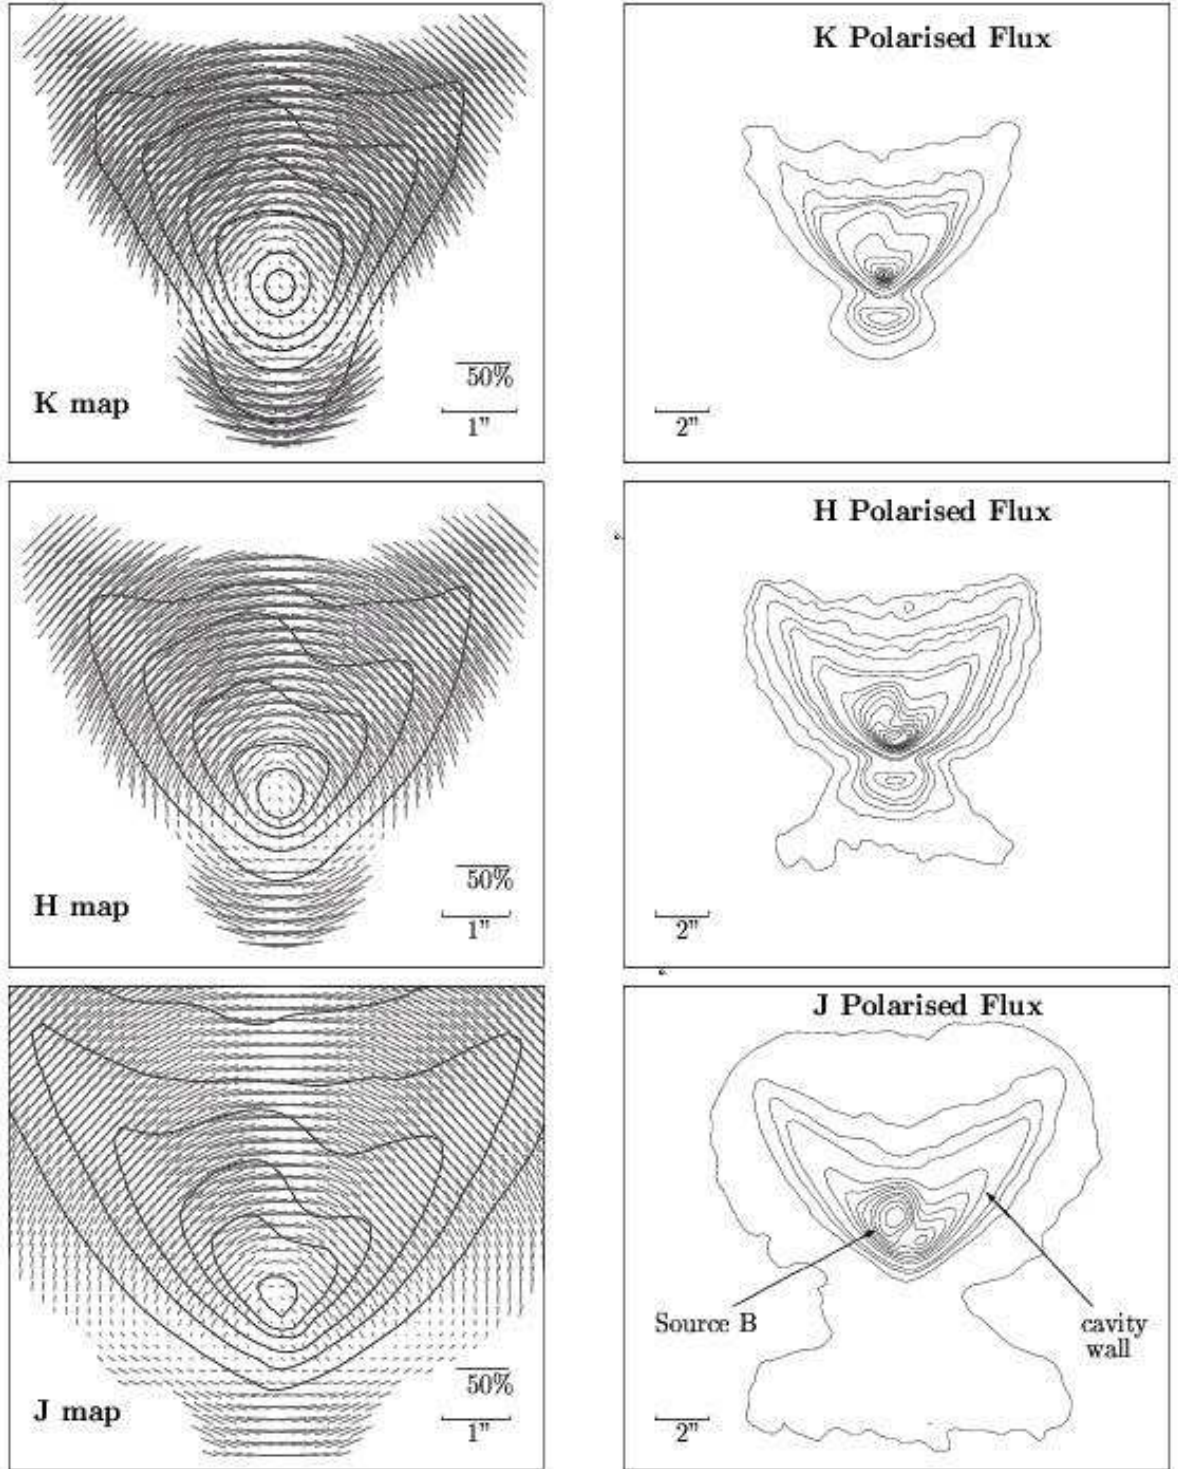 K map
50%
1"
K Polarised Flux
2"
H map
50%
1"
H Polarised Flux
2"
J map
50%
1"
J Polarised Flux
Source B
cavity
wall
2"